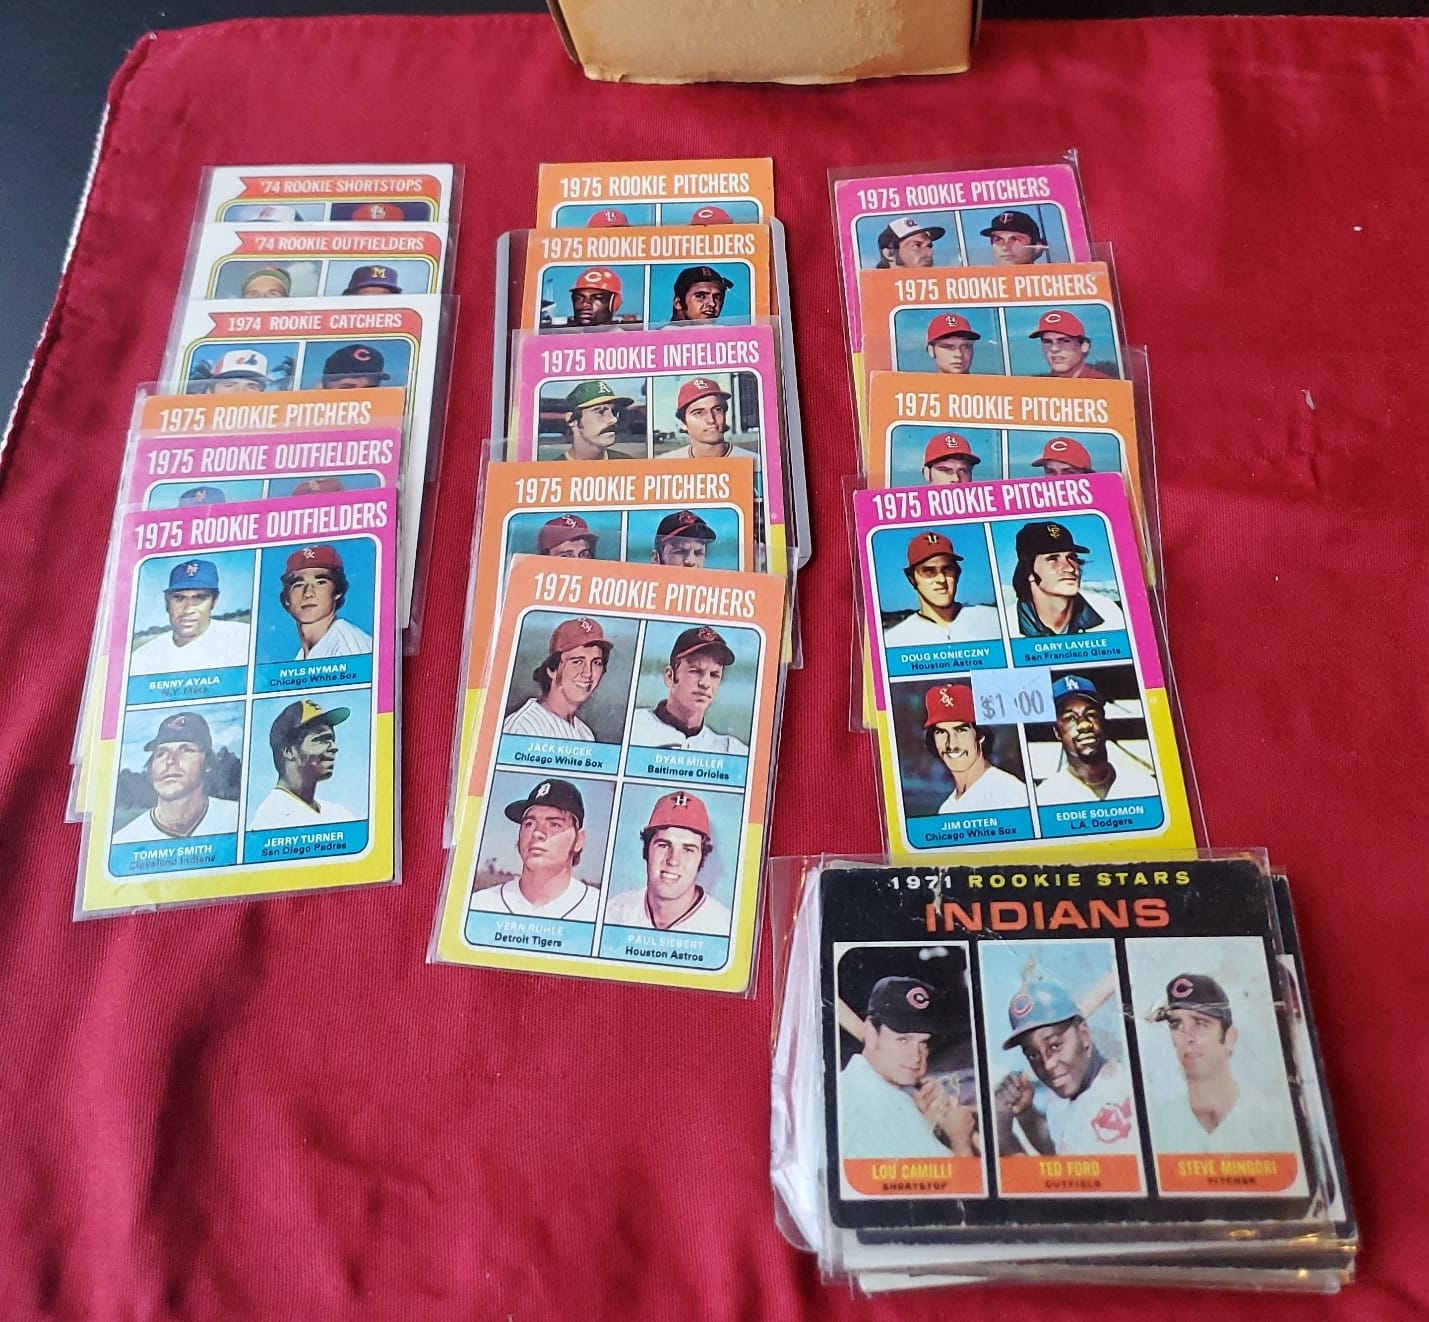 '74 ROOKIE SHORTSTOPS
'74 ROOKIE OUTFIELDERS
1974 ROOKIE CATCHERS
1975 ROOKIE PITCHERS
1975 ROOKIE OUTFIELDERS
1975 ROOKIE OUTFIELDERS
BENNY AYALA
N.Y. Mets
NYLS NYMAN
Chicago White Sox
TOMMY SMITH
Cleveland Indians
JERRY TURNER
San Diego Padres
1975 ROOKIE PITCHERS
1975 ROOKIE OUTFIELDERS
1975 ROOKIE INFIELDERS
1975 ROOKIE PITCHERS
1975 ROOKIE PITCHERS
JACK KUCEK
Chicago White Sox
DYAR MILLER
Baltimore Orioles
VERN RUHLE
Detroit Tigers
PAUL SIEBERT
Houston Astros
1975 ROOKIE PITCHERS
1975 ROOKIE PITCHERS
1975 ROOKIE PITCHERS
1975 ROOKIE PITCHERS
DOUG KONIECZNY
Houston Astros
GARY LAVELLE
San Francisco Giants
$1.00
JIM OTTEN
Chicago White Sox
EDDIE SOLOMON
L.A. Dodgers
1971 ROOKIE STARS
INDIANS
LOU CAMILLI
SHORTSTOP
TED FORD
OUTFIELD
STEVE MINGORI
PITCHER